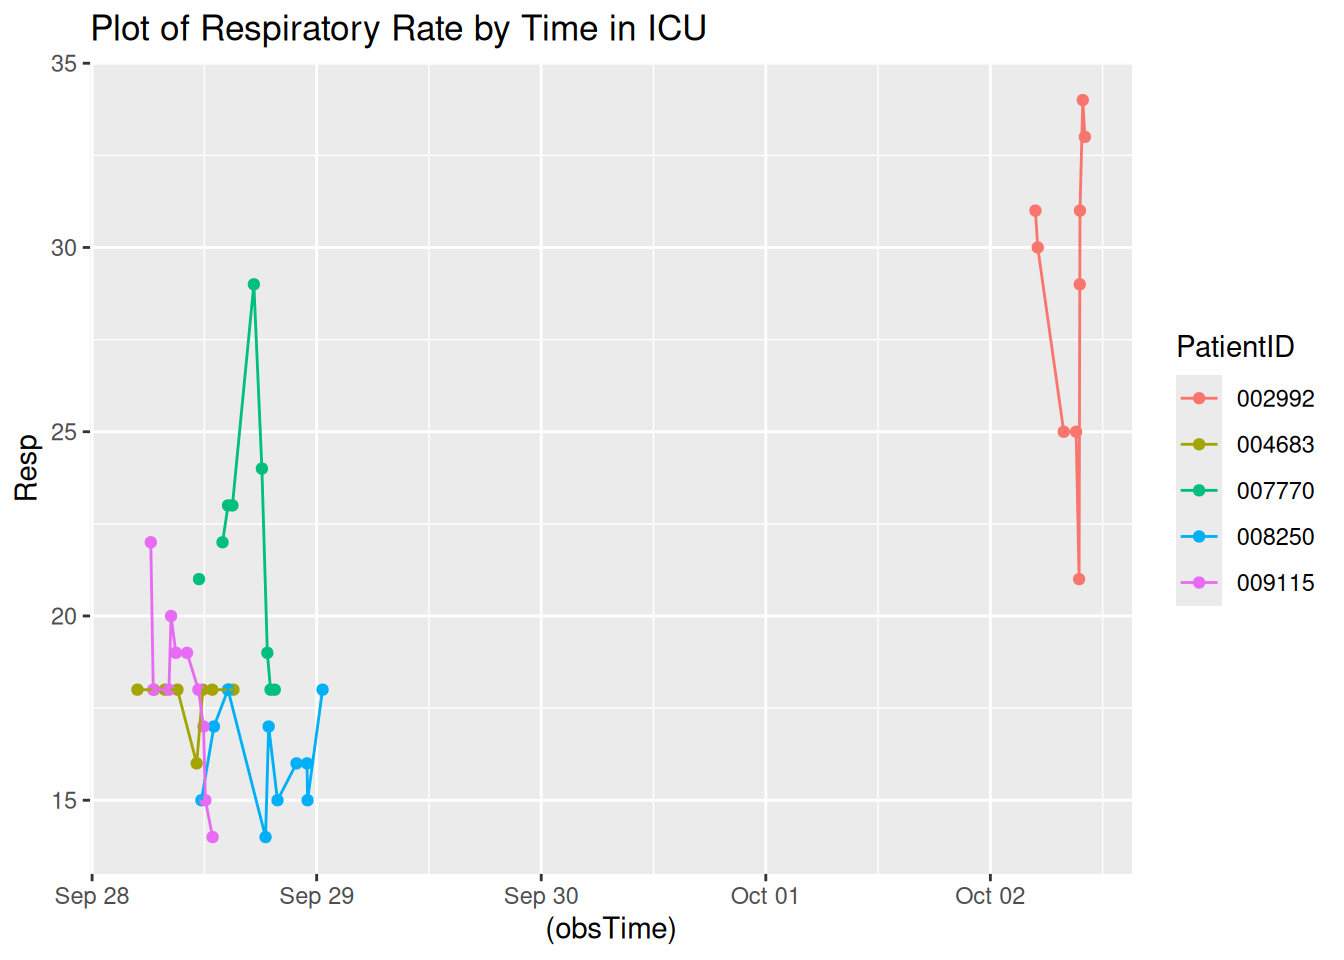 Plot of Respiratory Rate by Time in ICU
35
30
25
20
15
Resp
Sep 28
Sep 29
Sep 30
Oct 01
Oct 02
(obsTime)
PatientID
002992
004683
007770
008250
009115